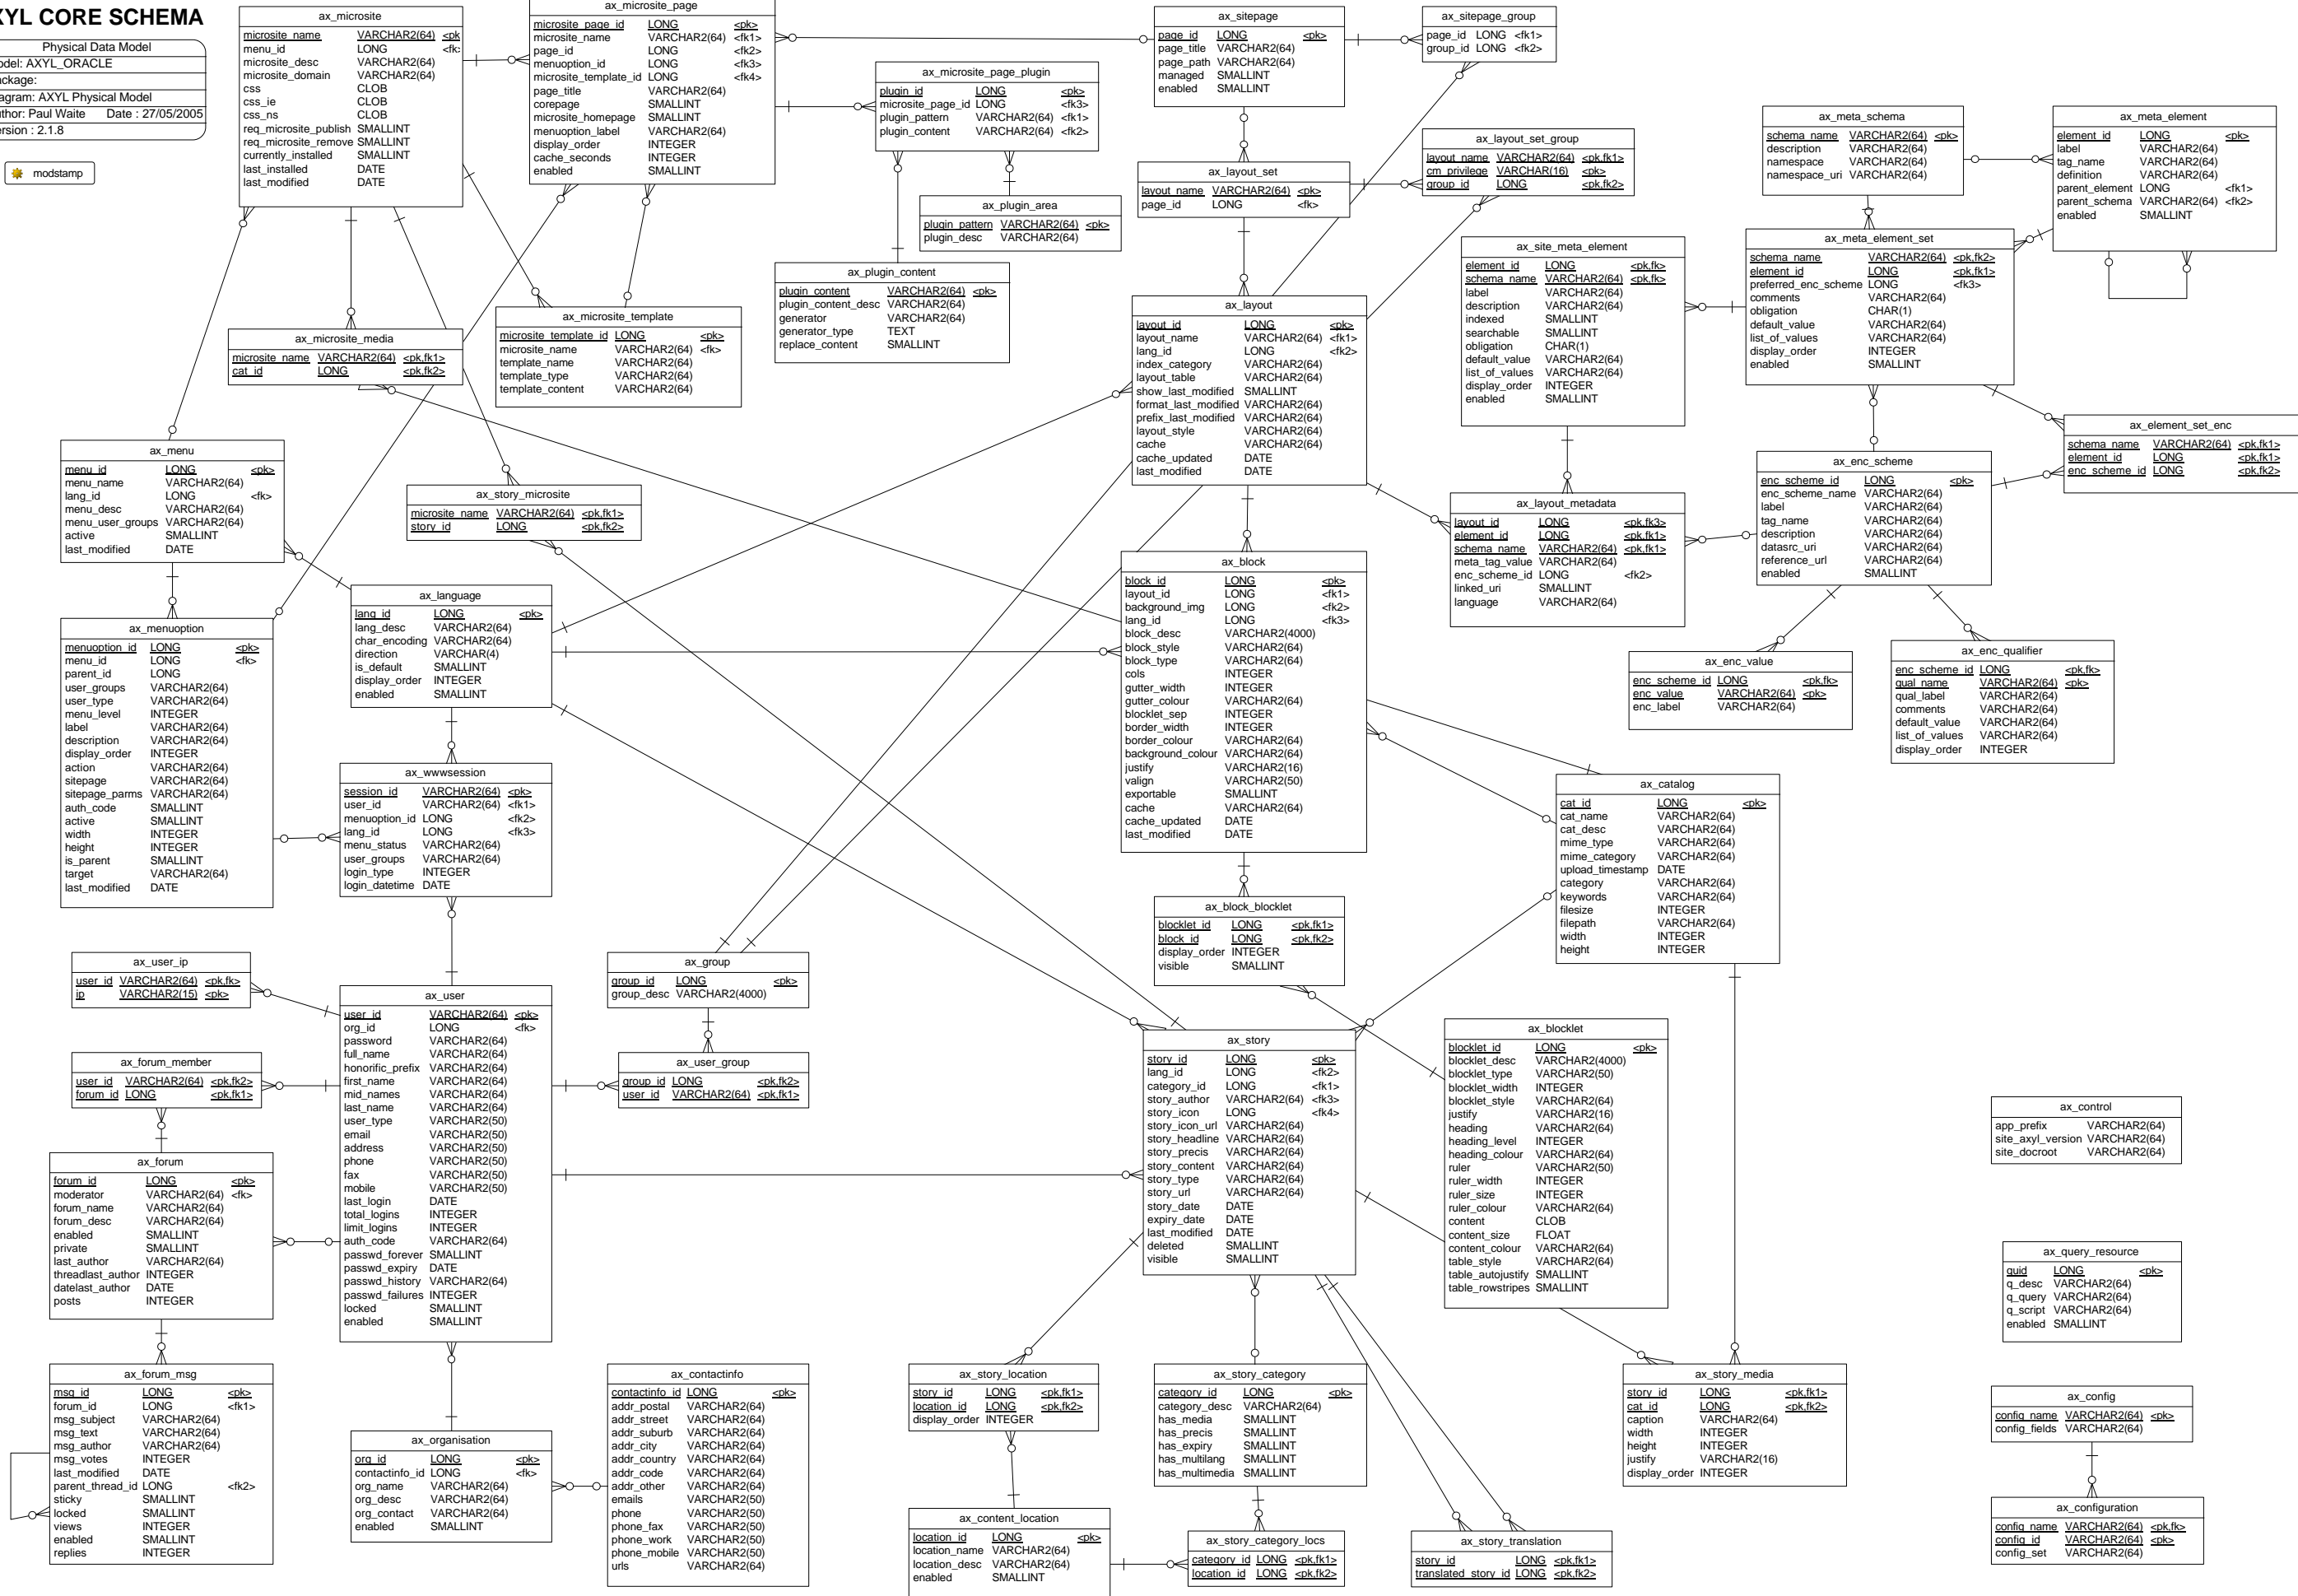 XYL CORE SCHEMA
Physical Data Model
odel: AXYL_ORACLE
ackage:
agram: AXYL Physical Model
uthor: Paul Waite Date : 27/05/2005
ersion : 2.1.8
modstamp
ax_microsite
microsite_name VARCHAR2(64) <pk
menu_id LONG <fk:
microsite_desc VARCHAR2(64)
microsite_domain VARCHAR2(64)
css CLOB
css_ie CLOB
css_ns CLOB
req_microsite_publish SMALLINT
req_microsite_remove SMALLINT
currently_installed SMALLINT
last_installed DATE
last_modified DATE
ax_microsite_page
microsite_page_id LONG <pk>
microsite_name VARCHAR2(64) <fk1>
page_id LONG <fk2>
menuoption_id LONG <fk3>
microsite_template_id LONG <fk4>
page_title VARCHAR2(64)
corepage SMALLINT
microsite_homepage SMALLINT
menuoption_label VARCHAR2(64)
display_order INTEGER
cache_seconds INTEGER
enabled SMALLINT
ax_microsite_page_plugin
plugin_id LONG <pk>
microsite_page_id LONG <fk3>
plugin_pattern VARCHAR2(64) <fk1>
plugin_content VARCHAR2(64) <fk2>
ax_plugin_area
plugin_pattern VARCHAR2(64) <pk>
plugin_desc VARCHAR2(64)
ax_plugin_content
plugin_content VARCHAR2(64) <pk>
plugin_content_desc VARCHAR2(64)
generator VARCHAR2(64)
generator_type TEXT
replace_content SMALLINT
ax_sitepage
page_id LONG <pk>
page_title VARCHAR2(64)
page_path VARCHAR2(64)
managed SMALLINT
enabled SMALLINT
ax_sitepage_group
page_id LONG <fk1>
group_id LONG <fk2>
ax_layout_set_group
layout_name VARCHAR2(64) <pk,fk1>
cm_privilege VARCHAR(16) <pk>
group_id LONG <pk,fk2>
ax_layout_set
layout_name VARCHAR2(64) <pk>
page_id LONG <fk>
ax_meta_schema
schema_name VARCHAR2(64) <pk>
description VARCHAR2(64)
namespace VARCHAR2(64)
namespace_uri VARCHAR2(64)
ax_meta_element
element_id LONG <pk>
label VARCHAR2(64)
tag_name VARCHAR2(64)
definition VARCHAR2(64)
parent_element LONG <fk1>
parent_schema VARCHAR2(64) <fk2>
enabled SMALLINT
ax_site_meta_element
element_id LONG <pk,fk>
schema_name VARCHAR2(64) <pk,fk>
label VARCHAR2(64)
description VARCHAR2(64)
indexed SMALLINT
searchable SMALLINT
obligation CHAR(1)
default_value VARCHAR2(64)
list_of_values VARCHAR2(64)
display_order INTEGER
enabled SMALLINT
ax_meta_element_set
schema_name VARCHAR2(64) <pk,fk2>
element_id LONG <pk,fk1>
preferred_enc_scheme LONG <fk3>
comments VARCHAR2(64)
obligation CHAR(1)
default_value VARCHAR2(64)
list_of_values VARCHAR2(64)
display_order INTEGER
enabled SMALLINT
ax_microsite_media
microsite_name VARCHAR2(64) <pk,fk1>
cat_id LONG <pk,fk2>
ax_microsite_template
microsite_template_id LONG <pk>
microsite_name VARCHAR2(64) <fk>
template_name VARCHAR2(64)
template_type VARCHAR2(64)
template_content VARCHAR2(64)
ax_layout
layout_id LONG <pk>
layout_name VARCHAR2(64) <fk1>
lang_id LONG <fk2>
index_category VARCHAR2(64)
layout_table VARCHAR2(64)
show_last_modified SMALLINT
format_last_modified VARCHAR2(64)
prefix_last_modified VARCHAR2(64)
layout_style VARCHAR2(64)
cache VARCHAR2(64)
cache_updated DATE
last_modified DATE
ax_element_set_enc
schema_name VARCHAR2(64) <pk,fk1>
element_id LONG <pk,fk1>
enc_scheme_id LONG <pk,fk2>
ax_enc_scheme
enc_scheme_id LONG <pk>
enc_scheme_name VARCHAR2(64)
label VARCHAR2(64)
tag_name VARCHAR2(64)
description VARCHAR2(64)
datasrc_uri VARCHAR2(64)
reference_url VARCHAR2(64)
enabled SMALLINT
ax_menu
menu_id LONG <pk>
menu_name VARCHAR2(64)
lang_id LONG <fk>
menu_desc VARCHAR2(64)
menu_user_groups VARCHAR2(64)
active SMALLINT
last_modified DATE
ax_story_microsite
microsite_name VARCHAR2(64) <pk,fk1>
story_id LONG <pk,fk2>
ax_layout_metadata
layout_id LONG <pk,fk3>
element_id LONG <pk,fk1>
schema_name VARCHAR2(64) <pk,fk1>
meta_tag_value VARCHAR2(64)
enc_scheme_id LONG <fk2>
linked_uri SMALLINT
language VARCHAR2(64)
ax_block
block_id LONG <pk>
layout_id LONG <fk1>
background_img LONG <fk2>
lang_id LONG <fk3>
block_desc VARCHAR2(4000)
block_style VARCHAR2(64)
block_type VARCHAR2(64)
cols INTEGER
gutter_width INTEGER
gutter_colour VARCHAR2(64)
blocklet_sep INTEGER
border_width INTEGER
border_colour VARCHAR2(64)
background_colour VARCHAR2(64)
justify VARCHAR2(16)
valign VARCHAR2(50)
exportable SMALLINT
cache VARCHAR2(64)
cache_updated DATE
last_modified DATE
ax_language
lang_id LONG <pk>
lang_desc VARCHAR2(64)
char_encoding VARCHAR2(64)
direction VARCHAR(4)
is_default SMALLINT
display_order INTEGER
enabled SMALLINT
ax_menuoption
menuoption_id LONG <pk>
menu_id LONG <fk>
parent_id LONG
user_groups VARCHAR2(64)
user_type VARCHAR2(64)
menu_level INTEGER
label VARCHAR2(64)
description VARCHAR2(64)
display_order INTEGER
action VARCHAR2(64)
sitepage VARCHAR2(64)
sitepage_parms VARCHAR2(64)
auth_code SMALLINT
active SMALLINT
width INTEGER
height INTEGER
is_parent SMALLINT
target VARCHAR2(64)
last_modified DATE
ax_enc_value
enc_scheme_id LONG <pk,fk>
enc_value VARCHAR2(64) <pk>
enc_label VARCHAR2(64)
ax_enc_qualifier
enc_scheme_id LONG <pk,fk>
qual_name VARCHAR2(64) <pk>
qual_label VARCHAR2(64)
comments VARCHAR2(64)
default_value VARCHAR2(64)
list_of_values VARCHAR2(64)
display_order INTEGER
ax_wwwsession
session_id VARCHAR2(64) <pk>
user_id VARCHAR2(64) <fk1>
menuoption_id LONG <fk2>
lang_id LONG <fk3>
menu_status VARCHAR2(64)
user_groups VARCHAR2(64)
login_type INTEGER
login_datetime DATE
ax_catalog
cat_id LONG <pk>
cat_name VARCHAR2(64)
cat_desc VARCHAR2(64)
mime_type VARCHAR2(64)
mime_category VARCHAR2(64)
upload_timestamp DATE
category VARCHAR2(64)
keywords VARCHAR2(64)
filesize INTEGER
filepath VARCHAR2(64)
width INTEGER
height INTEGER
ax_block_blocklet
blocklet_id LONG <pk,fk1>
block_id LONG <pk,fk2>
display_order INTEGER
visible SMALLINT
ax_user_ip
user_id VARCHAR2(64) <pk,fk>
ip VARCHAR2(15) <pk>
ax_group
group_id LONG <pk>
group_desc VARCHAR2(4000)
ax_user
user_id VARCHAR2(64) <pk>
org_id LONG <fk>
password VARCHAR2(64)
full_name VARCHAR2(64)
honorific_prefix VARCHAR2(64)
first_name VARCHAR2(64)
mid_names VARCHAR2(64)
last_name VARCHAR2(64)
user_type VARCHAR2(50)
email VARCHAR2(50)
address VARCHAR2(50)
phone VARCHAR2(50)
fax VARCHAR2(50)
mobile VARCHAR2(50)
last_login DATE
total_logins INTEGER
limit_logins INTEGER
auth_code VARCHAR2(64)
passwd_forever SMALLINT
passwd_expiry DATE
passwd_history VARCHAR2(64)
passwd_failures INTEGER
locked SMALLINT
enabled SMALLINT
ax_forum_member
user_id VARCHAR2(64) <pk,fk2>
forum_id LONG <pk,fk1>
ax_user_group
group_id LONG <pk,fk2>
user_id VARCHAR2(64) <pk,fk1>
ax_story
story_id LONG <pk>
lang_id LONG <fk2>
category_id LONG <fk1>
story_author VARCHAR2(64) <fk3>
story_icon LONG <fk4>
story_icon_url VARCHAR2(64)
story_headline VARCHAR2(64)
story_precis VARCHAR2(64)
story_content VARCHAR2(64)
story_type VARCHAR2(64)
story_url VARCHAR2(64)
story_date DATE
expiry_date DATE
last_modified DATE
deleted SMALLINT
visible SMALLINT
ax_blocklet
blocklet_id LONG <pk>
blocklet_desc VARCHAR2(4000)
blocklet_type VARCHAR2(50)
blocklet_width INTEGER
blocklet_style VARCHAR2(64)
justify VARCHAR2(16)
heading VARCHAR2(64)
heading_level INTEGER
heading_colour VARCHAR2(64)
ruler VARCHAR2(50)
ruler_width INTEGER
ruler_size INTEGER
ruler_colour VARCHAR2(64)
content CLOB
content_size FLOAT
content_colour VARCHAR2(64)
table_style VARCHAR2(64)
table_autojustify SMALLINT
table_rowstripes SMALLINT
ax_control
app_prefix VARCHAR2(64)
site_axyl_version VARCHAR2(64)
site_docroot VARCHAR2(64)
ax_forum
forum_id LONG <pk>
moderator VARCHAR2(64) <fk>
forum_name VARCHAR2(64)
forum_desc VARCHAR2(64)
enabled SMALLINT
private SMALLINT
last_author VARCHAR2(64)
threadlast_author INTEGER
datelast_author DATE
posts INTEGER
ax_query_resource
quid LONG <pk>
q_desc VARCHAR2(64)
q_query VARCHAR2(64)
q_script VARCHAR2(64)
enabled SMALLINT
ax_forum_msg
msg_id LONG <pk>
forum_id LONG <fk1>
msg_subject VARCHAR2(64)
msg_text VARCHAR2(64)
msg_author VARCHAR2(64)
msg_votes INTEGER
last_modified DATE
parent_thread_id LONG <fk2>
sticky SMALLINT
locked SMALLINT
views INTEGER
enabled SMALLINT
replies INTEGER
ax_organisation
org_id LONG <pk>
contactinfo_id LONG <fk>
org_name VARCHAR2(64)
org_desc VARCHAR2(64)
org_contact VARCHAR2(64)
enabled SMALLINT
ax_contactinfo
contactinfo_id LONG <pk>
addr_postal VARCHAR2(64)
addr_street VARCHAR2(64)
addr_suburb VARCHAR2(64)
addr_city VARCHAR2(64)
addr_country VARCHAR2(64)
addr_code VARCHAR2(64)
addr_other VARCHAR2(64)
emails VARCHAR2(50)
phone VARCHAR2(50)
phone_fax VARCHAR2(50)
phone_work VARCHAR2(50)
phone_mobile VARCHAR2(50)
urls VARCHAR2(64)
ax_story_location
story_id LONG <pk,fk1>
location_id LONG <pk,fk2>
display_order INTEGER
ax_story_category
category_id LONG <pk>
category_desc VARCHAR2(64)
has_media SMALLINT
has_precis SMALLINT
has_expiry SMALLINT
has_multilang SMALLINT
has_multimedia SMALLINT
ax_story_media
story_id LONG <pk,fk1>
cat_id LONG <pk,fk2>
caption VARCHAR2(64)
width INTEGER
height INTEGER
justify VARCHAR2(16)
display_order INTEGER
ax_config
config_name VARCHAR2(64) <pk>
config_fields VARCHAR2(64)
ax_content_location
location_id LONG <pk>
location_name VARCHAR2(64)
location_desc VARCHAR2(64)
enabled SMALLINT
ax_story_category_locs
category_id LONG <pk,fk1>
location_id LONG <pk,fk2>
ax_story_translation
story_id LONG <pk,fk1>
translated_story_id LONG <pk,fk2>
ax_configuration
config_name VARCHAR2(64) <pk,fk>
config_id VARCHAR2(64) <pk>
config_set VARCHAR2(64)